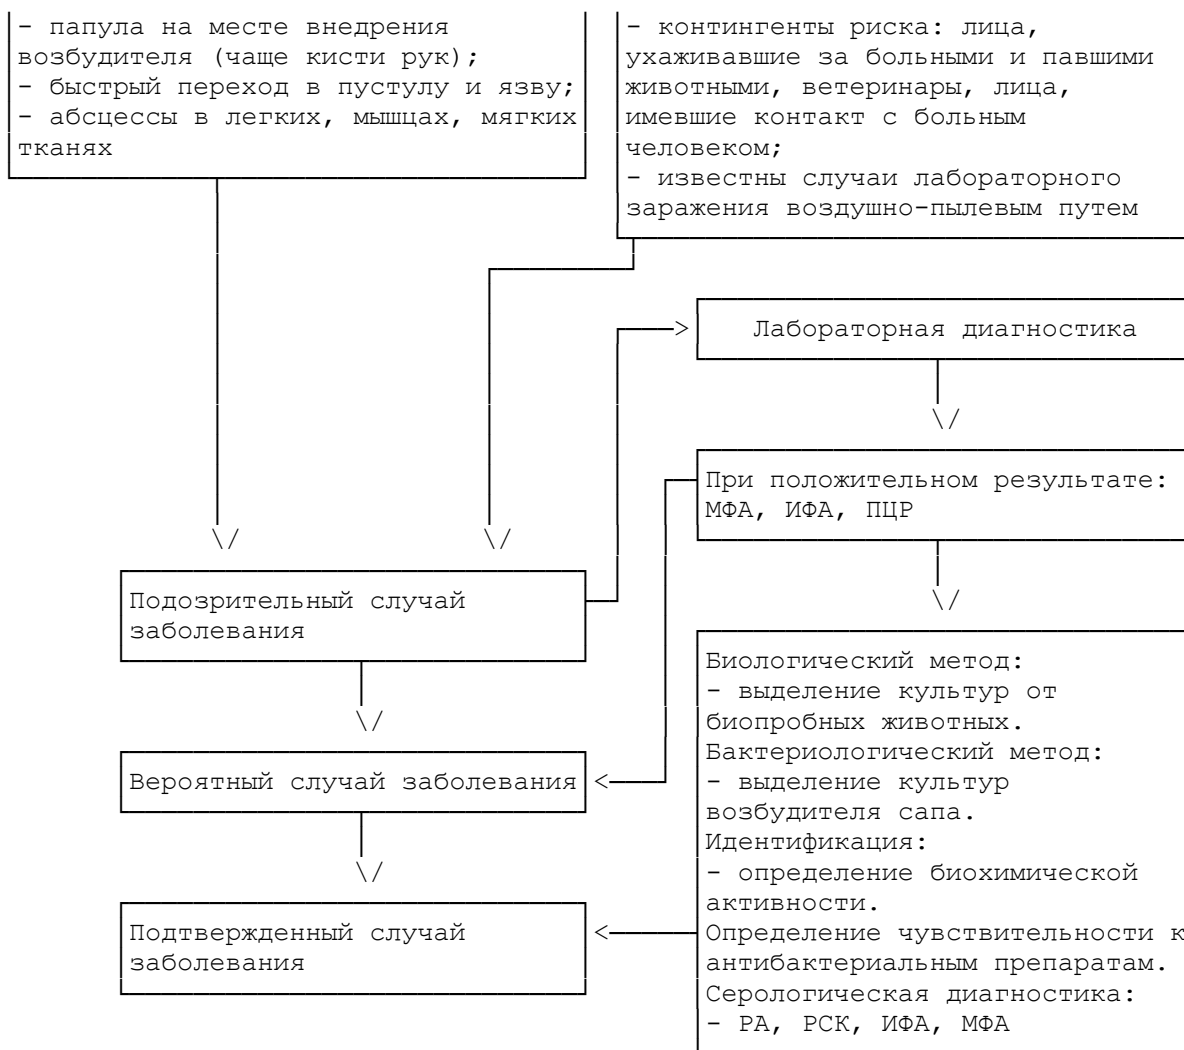 - папула на месте внедрения
возбудителя (чаще кисти рук);
- быстрый переход в пустулу и язву;
- абсцессы в легких, мышцах, мягких
тканях
- контингенты риска: лица,
ухаживавшие за больными и павшими
животными, ветеринары, лица,
имевшие контакт с больным
человеком;
- известны случаи лабораторного
заражения воздушно-пылевым путем
Лабораторная диагностика
При положительном результате:
МФА, ИФА, ПЦР
Подозрительный случай
заболевания
Вероятный случай заболевания
Подтвержденный случай
заболевания
Биологический метод:
- выделение культур от
биопробных животных.
Бактериологический метод:
- выделение культур
возбудителя сапа.
Идентификация:
- определение биохимической
активности.
Определение чувствительности к
антибактериальным препаратам.
Серологическая диагностика:
- РА, РСК, ИФА, МФА